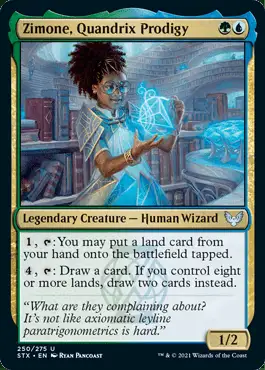 Zimone, Quandrix Prodigy
Legendary Creature — Human Wizard
1, T: You may put a land card from
your hand onto the battlefield tapped.
4, T: Draw a card. If you control eight
or more lands, draw two cards instead.
“What are they complaining about?
It's not like axiomatic leyline
paratrigonometrics is hard.”
1/2
250/275 U
STX • EN Ryan Pancoast
™ & © 2021 Wizards of the Coast